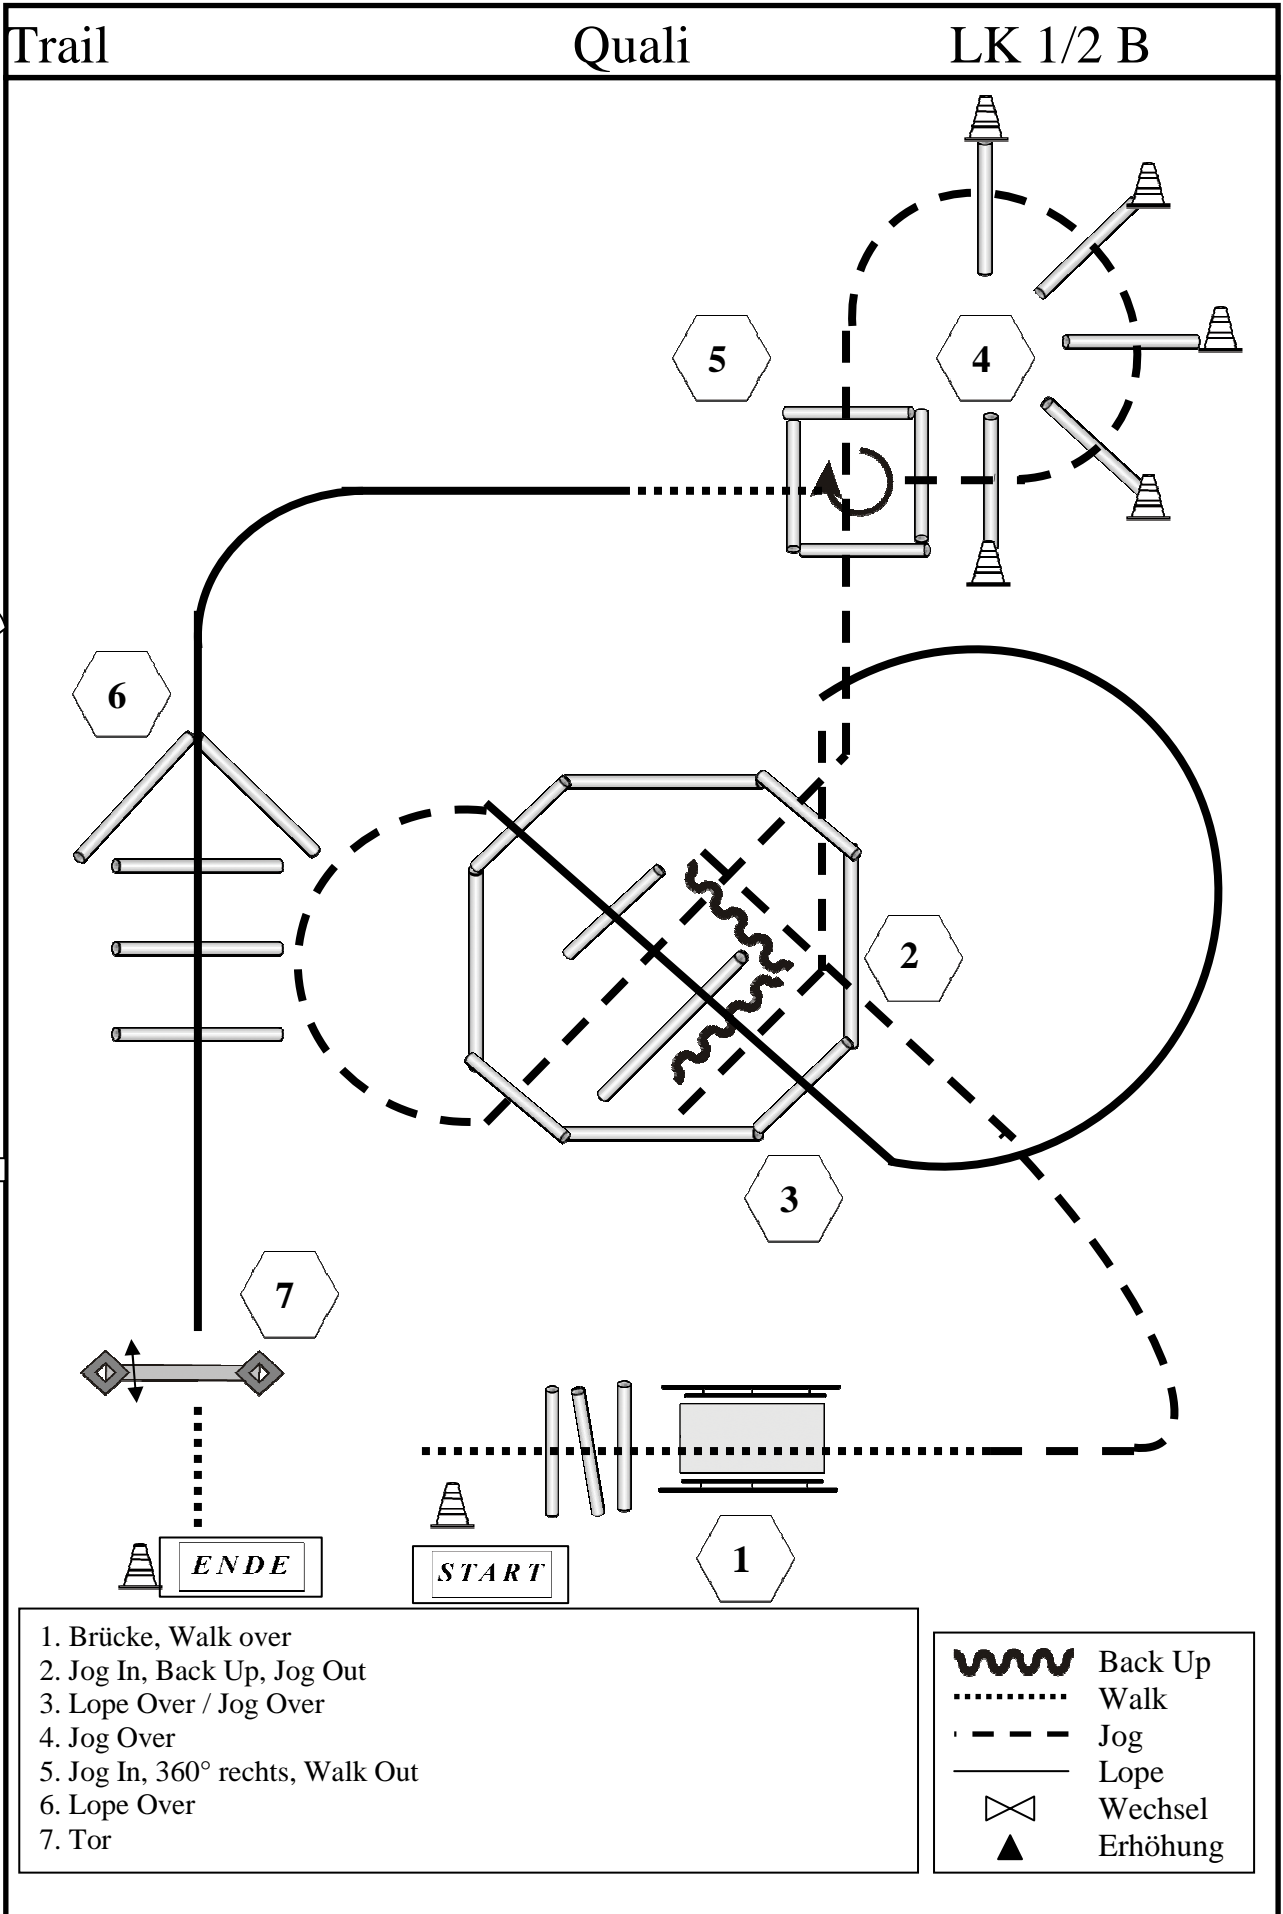 Trail Quali LK 1/2 B
5
4
6
2
3
7
1
ENDE
START
1. Brücke, Walk over
2. Jog In, Back Up, Jog Out
3. Lope Over / Jog Over
4. Jog Over
5. Jog In, 360° rechts, Walk Out
6. Lope Over
7. Tor
Back Up
Walk
Jog
Lope
Wechsel
Erhöhung